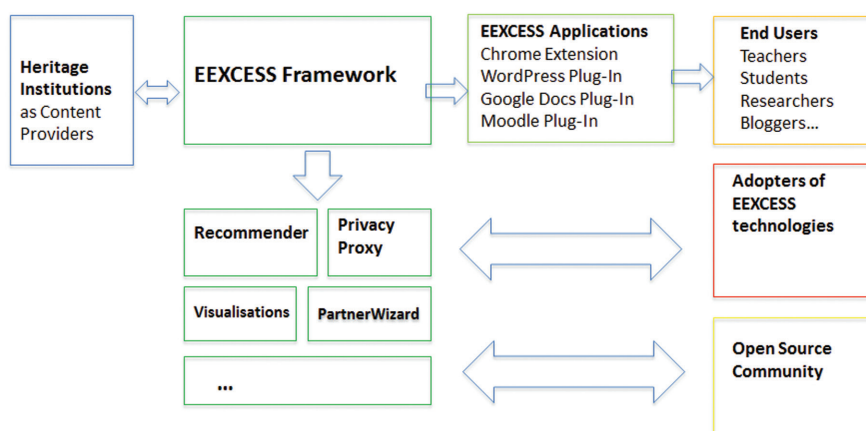 Heritage
Institutions
as Content
Providers
EEXCESS Framework
EEXCESS Applications
Chrome Extension
WordPress Plug-In
Google Docs Plug-In
Moodle Plug-In
End Users
Teachers
Students
Researchers
Bloggers...
Recommender
Privacy
Proxy
Adopters of
EEXCESS
technologies
Visualisations
PartnerWizard
...
Open Source
Community